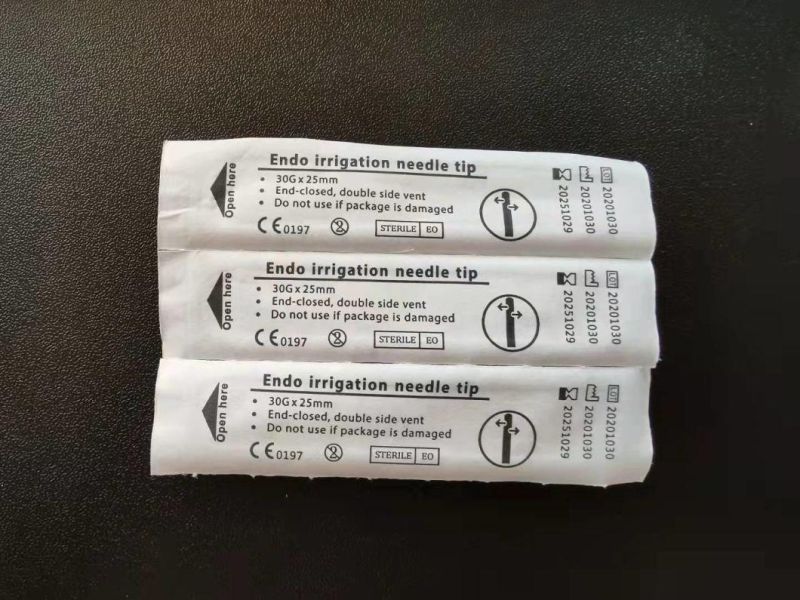 Open here
Endo irrigation needle tip
• 30G x 25mm
• End-closed, double side vent
• Do not use if package is damaged
CE 0197
2
STERILE EO
20251029
20201030
LOT 20201030
Open here
Endo irrigation needle tip
• 30G x 25mm
• End-closed, double side vent
• Do not use if package is damaged
CE 0197
2
STERILE EO
20251029
20201030
LOT 20201030
Open here
Endo irrigation needle tip
• 30G x 25mm
• End-closed, double side vent
• Do not use if package is damaged
CE 0197
2
STERILE EO
20251029
20201030
LOT 20201030